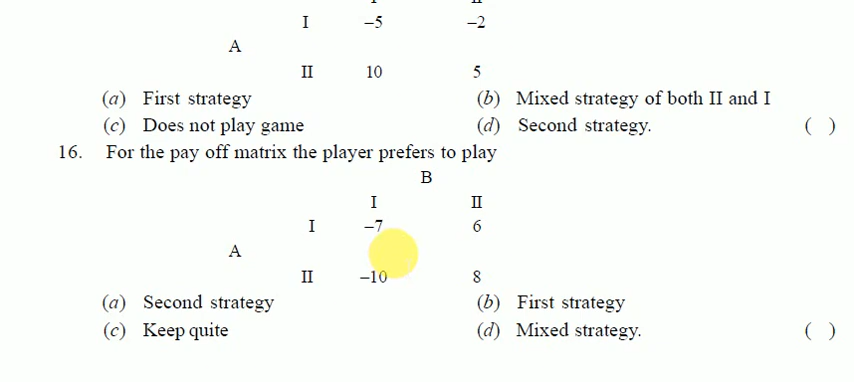 I II
I –5 –2
A
II 10 5
(a) First strategy (b) Mixed strategy of both II and I
(c) Does not play game (d) Second strategy. ( )
16. For the pay off matrix the player prefers to play
B
I II
I –7 6
A
II –10 8
(a) Second strategy (b) First strategy
(c) Keep quite (d) Mixed strategy. ( )